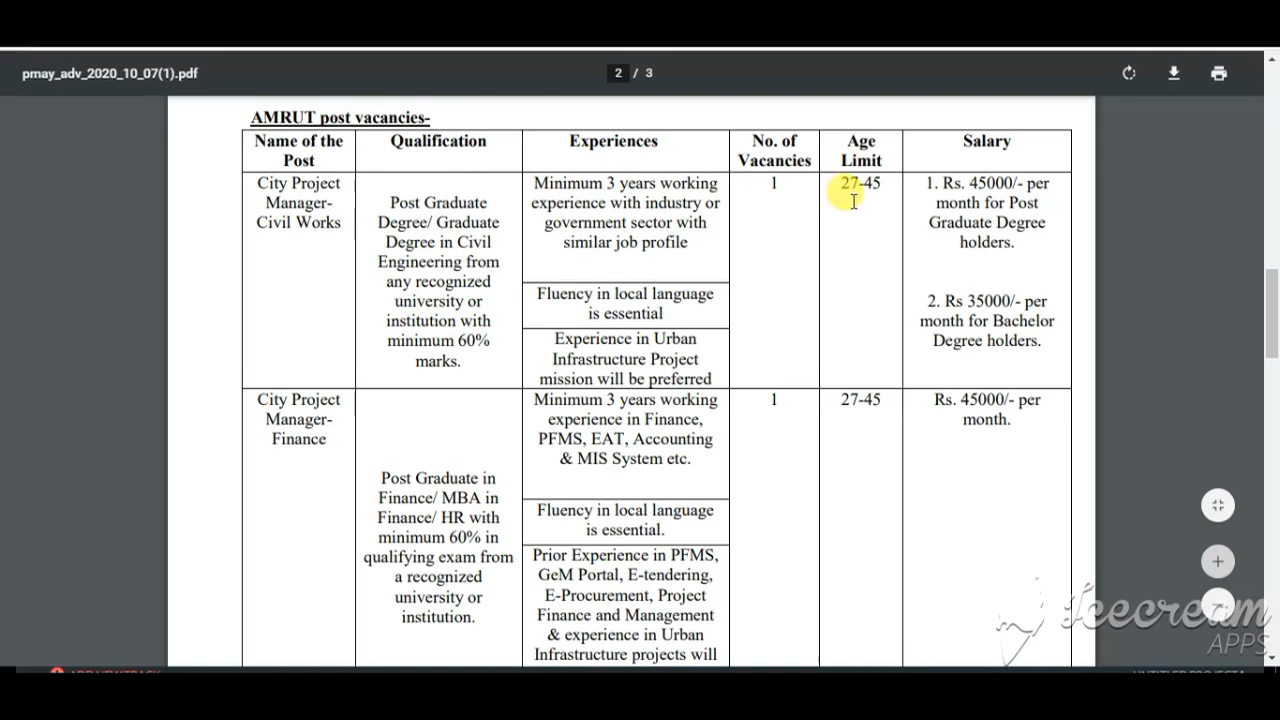 pmay_adv_2020_10_07(1).pdf
2 / 3
AMRUT post vacancies-
Name of the
Post
Qualification
Experiences
No. of
Vacancies
Age
Limit
Salary
City Project
Manager-
Civil Works
Post Graduate
Degree/ Graduate
Degree in Civil
Engineering from
any recognized
university or
institution with
minimum 60%
marks.
Minimum 3 years working
experience with industry or
government sector with
similar job profile
Fluency in local language
is essential
Experience in Urban
Infrastructure Project
mission will be preferred
1
27-45
1. Rs. 45000/- per
month for Post
Graduate Degree
holders.
2. Rs 35000/- per
month for Bachelor
Degree holders.
City Project
Manager-
Finance
Post Graduate in
Finance/ MBA in
Finance/ HR with
minimum 60% in
qualifying exam from
a recognized
university or
institution.
Minimum 3 years working
experience in Finance,
PFMS, EAT, Accounting
& MIS System etc.
Fluency in local language
is essential.
Prior Experience in PFMS,
GeM Portal, E-tendering,
E-Procurement, Project
Finance and Management
& experience in Urban
Infrastructure projects will
1
27-45
Rs. 45000/- per
month.
Icecream
APPS